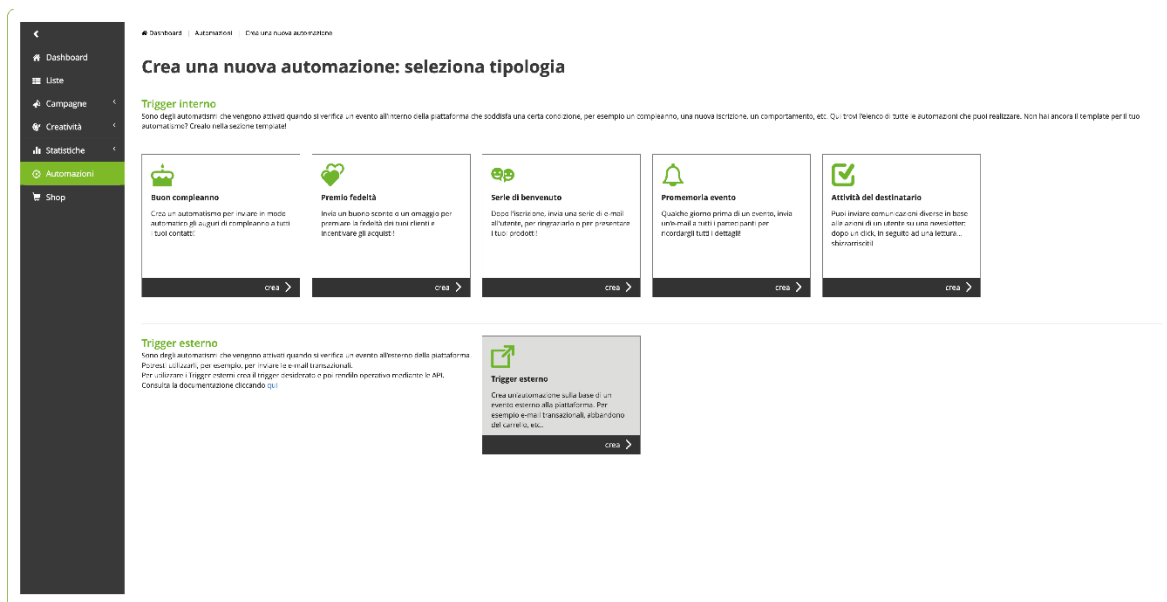 Dashboard | Automazioni | Crea una nuova automazione
Dashboard
Liste
Campagne
Creatività
Statistiche
Automazioni
Shop
Crea una nuova automazione: seleziona tipologia
Trigger interno
Sono degli automatismi che vengono attivati quando si verifica un evento all'interno della piattaforma che soddisfa una certa condizione, per esempio un compleanno, una nuova iscrizione, un comportamento, etc. Qui trovi l'elenco di tutte le automazioni che puoi realizzare. Non hai ancora il template per il tuo
automatismo? Crealo nella sezione template!
Buon compleanno
Crea un automatismo per inviare in modo
automatico gli auguri di compleanno a tutti
i tuoi contatti!
crea
Premio fedeltà
Invia un buono sconto o un omaggio per
premiare la fedeltà dei tuoi clienti e
incentivare gli acquisti!
crea
Serie di benvenuto
Dopo l'iscrizione, invia una serie di e-mail
all'utente, per ringraziarlo o per presentare
i tuoi prodotti!
crea
Promemoria evento
Qualche giorno prima di un evento, invia
un'e-mail a tutti i partecipanti per
ricordargli tutti i dettagli!
crea
Attività del destinatario
Puoi inviare comunicazioni diverse in base
alle azioni di un utente su una newsletter:
dopo un click, in seguito ad una lettura...
sbizzarrisciti!
crea
Trigger esterno
Sono degli automatismi che vengono attivati quando si verifica un evento all'esterno della piattaforma.
Potresti utilizzarli, per esempio, per inviare le e-mail transazionali.
Per utilizzare i Trigger esterni crea il trigger desiderato e poi rendilo operativo mediante le API.
Consulta la documentazione cliccando qui
Trigger esterno
Crea un'automazione sulla base di un
evento esterno alla piattaforma. Per
esempio e-mail transazionali, abbandono
del carrello, etc.
crea